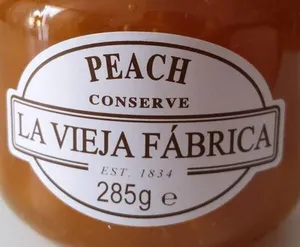 PEACH
CONSERVE
LA VIEJA FÁBRICA
EST. 1834
285g ℮